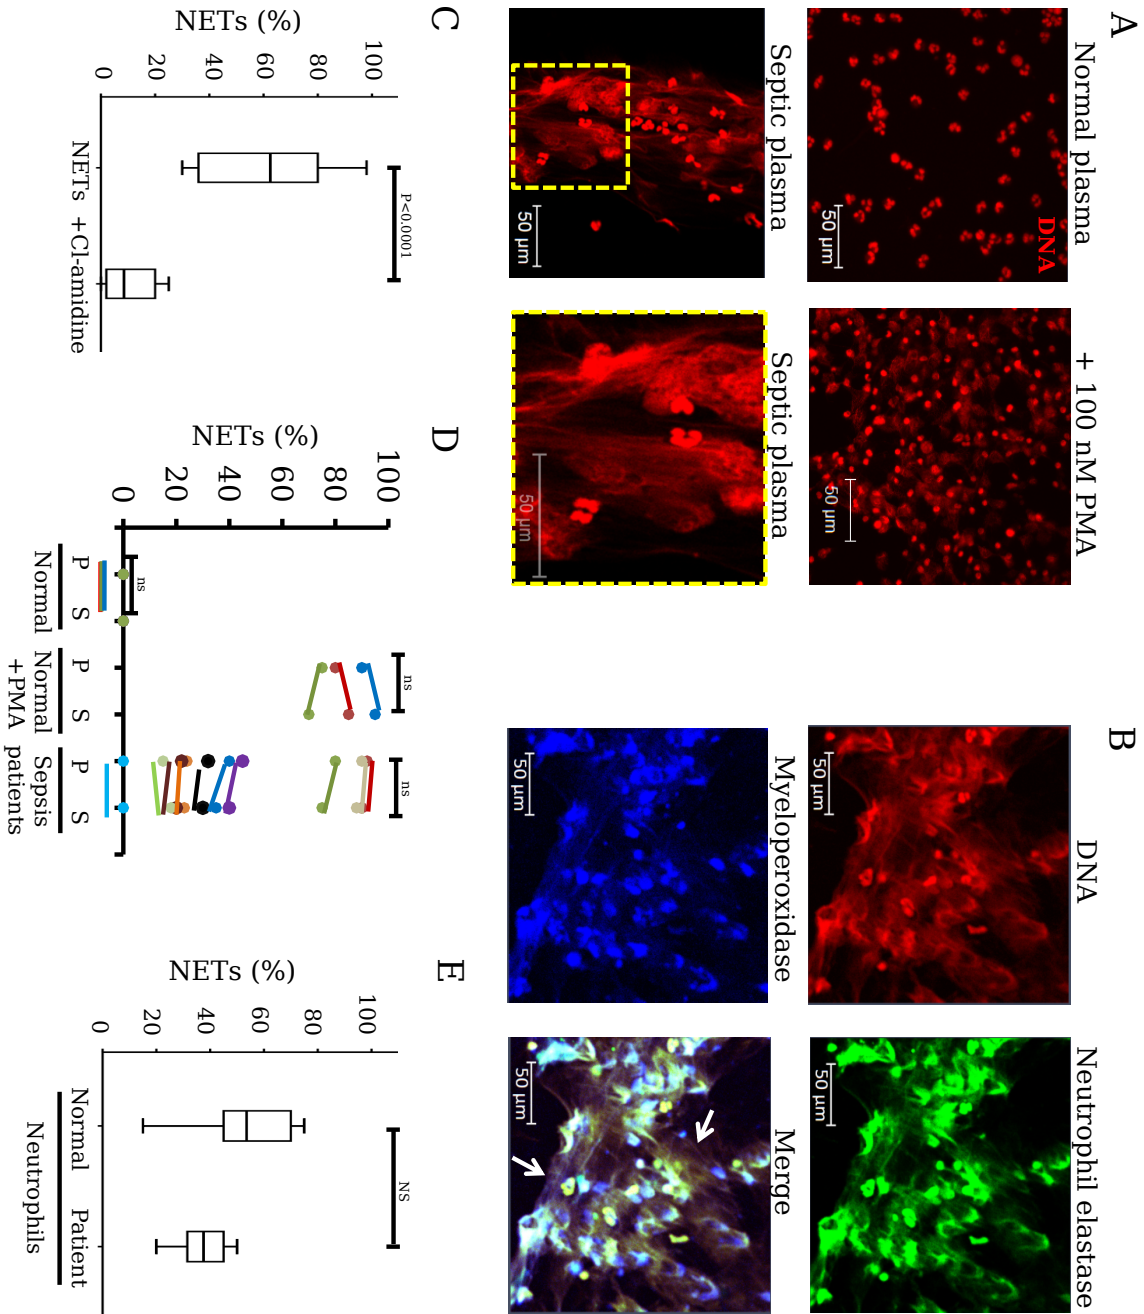 A
Normal plasma
DNA
50 µm
+ 100 nM PMA
50 µm
Septic plasma
50 µm
Septic plasma
50 µm
B
DNA
50 µm
Neutrophil elastase
50 µm
Myeloperoxidase
50 µm
Merge
50 µm
C
NETs (%)
100
80
60
40
20
0
P<0.0001
NETs +Cl-amidine
D
NETs (%)
100
80
60
40
20
0
ns
ns
ns
P S P S P S
Normal Normal Sepsis
+PMA patients
E
NETs (%)
100
80
60
40
20
0
NS
Normal Patient
Neutrophils